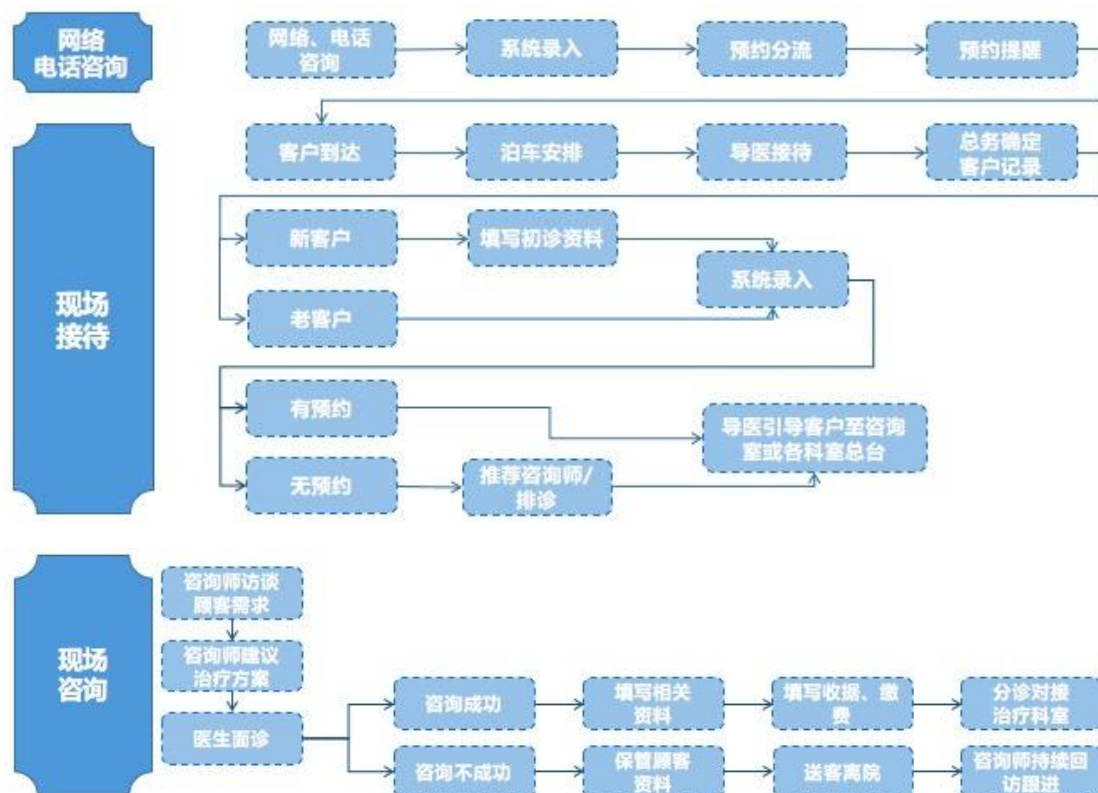 网络
电话咨询
网络、电话
咨询
系统录入
预约分流
预约提醒
现场
接待
客户到达
泊车安排
导医接待
总务确定
客户记录
新客户
填写初诊资料
系统录入
老客户
有预约
导医引导客户至咨询
室或各科室总台
无预约
推荐咨询师/
排诊
现场
咨询
咨询师访谈
顾客需求
咨询师建议
治疗方案
医生面诊
咨询成功
填写相关
资料
填写收据、缴
费
分诊对接
治疗科室
咨询不成功
保管顾客
资料
送客离院
咨询师持续回
访跟进